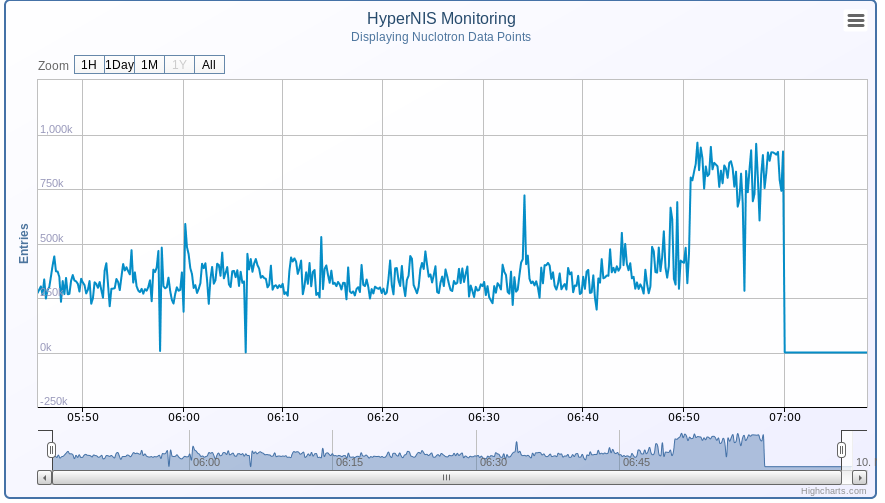 HyperNIS Monitoring
Displaying Nuclotron Data Points
Zoom 1H 1Day 1M 1Y All
1,000k
750k
500k
250k
0k
-250k
Entries
05:50 06:00 06:10 06:20 06:30 06:40 06:50 07:00
06:00 06:15 06:30 06:45 10.
Highcharts.com